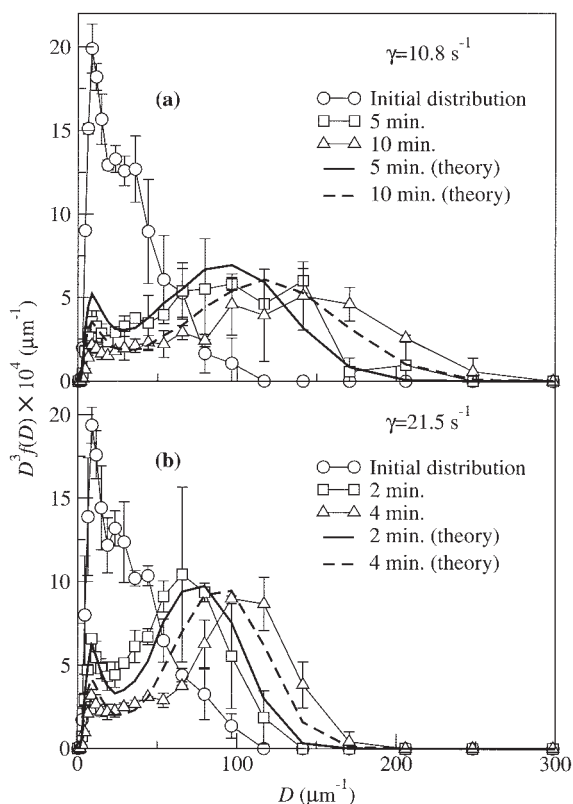 20
15
10
5
0
D³f(D) × 10⁴ (μm⁻¹)
(a)
γ=10.8 s⁻¹
Initial distribution
5 min.
10 min.
5 min. (theory)
10 min. (theory)
20
15
10
5
0
(b)
γ=21.5 s⁻¹
Initial distribution
2 min.
4 min.
2 min. (theory)
4 min. (theory)
0 100 200 300
D (μm⁻¹)